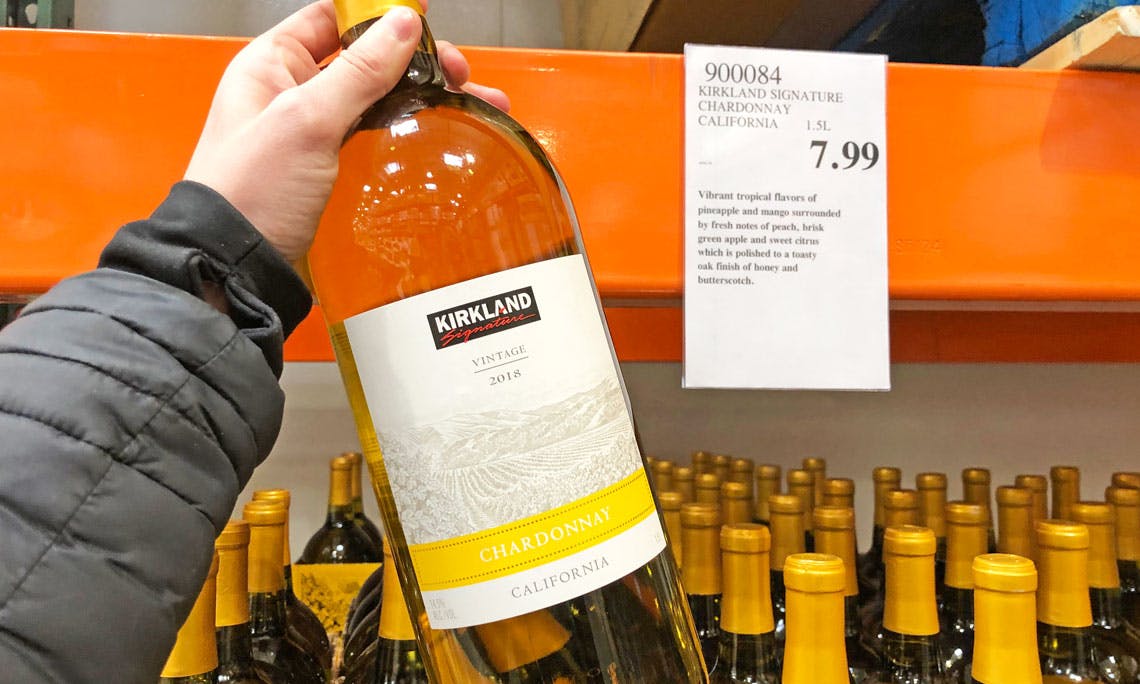 900084
KIRKLAND SIGNATURE
CHARDONNAY
CALIFORNIA 1.5L
7.99
Vibrant tropical flavors of
pineapple and mango surrounded
by fresh notes of peach, brisk
green apple and sweet citrus
which is polished to a toasty
oak finish of honey and
butterscotch.
KIRKLAND
Signature
VINTAGE
2018
CHARDONNAY
CALIFORNIA
ALC./VOL.